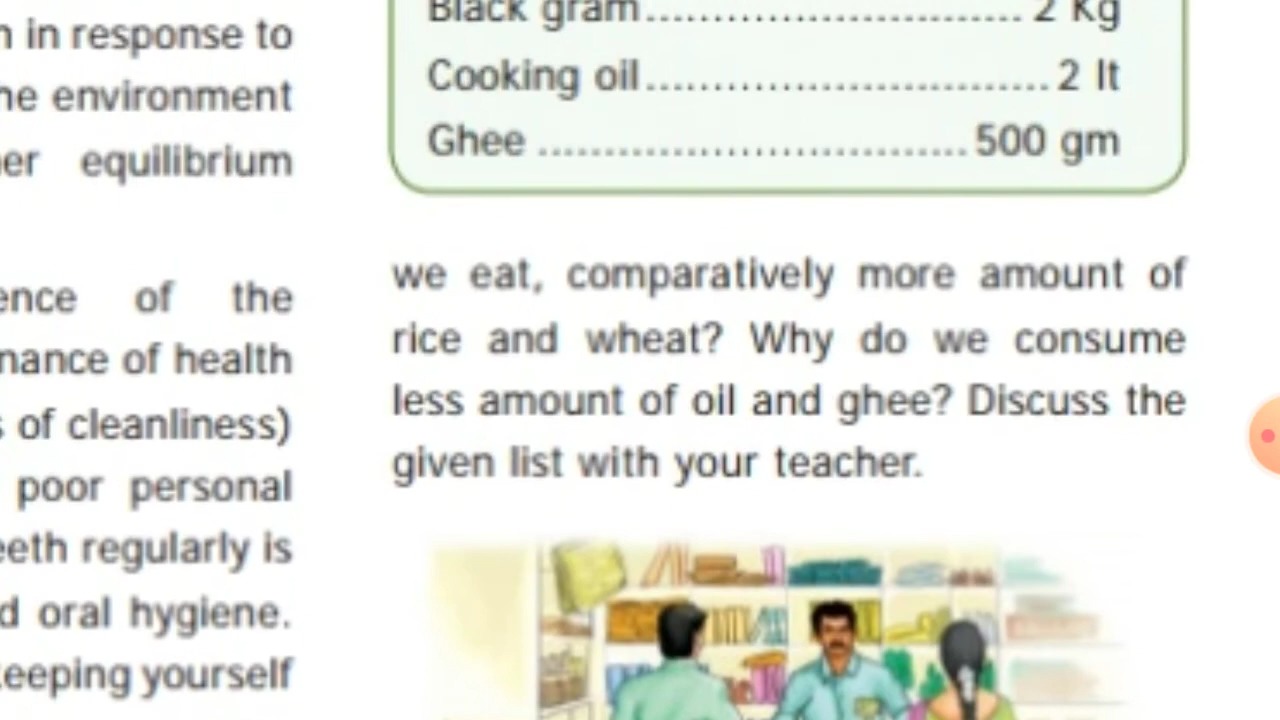 n in response to
he environment
er equilibrium
ence of the
nance of health
s of cleanliness)
poor personal
eeth regularly is
d oral hygiene.
keeping yourself
Black gram.............................. 2 Kg
Cooking oil............................... 2 lt
Ghee ................................. 500 gm
we eat, comparatively more amount of
rice and wheat? Why do we consume
less amount of oil and ghee? Discuss the
given list with your teacher.